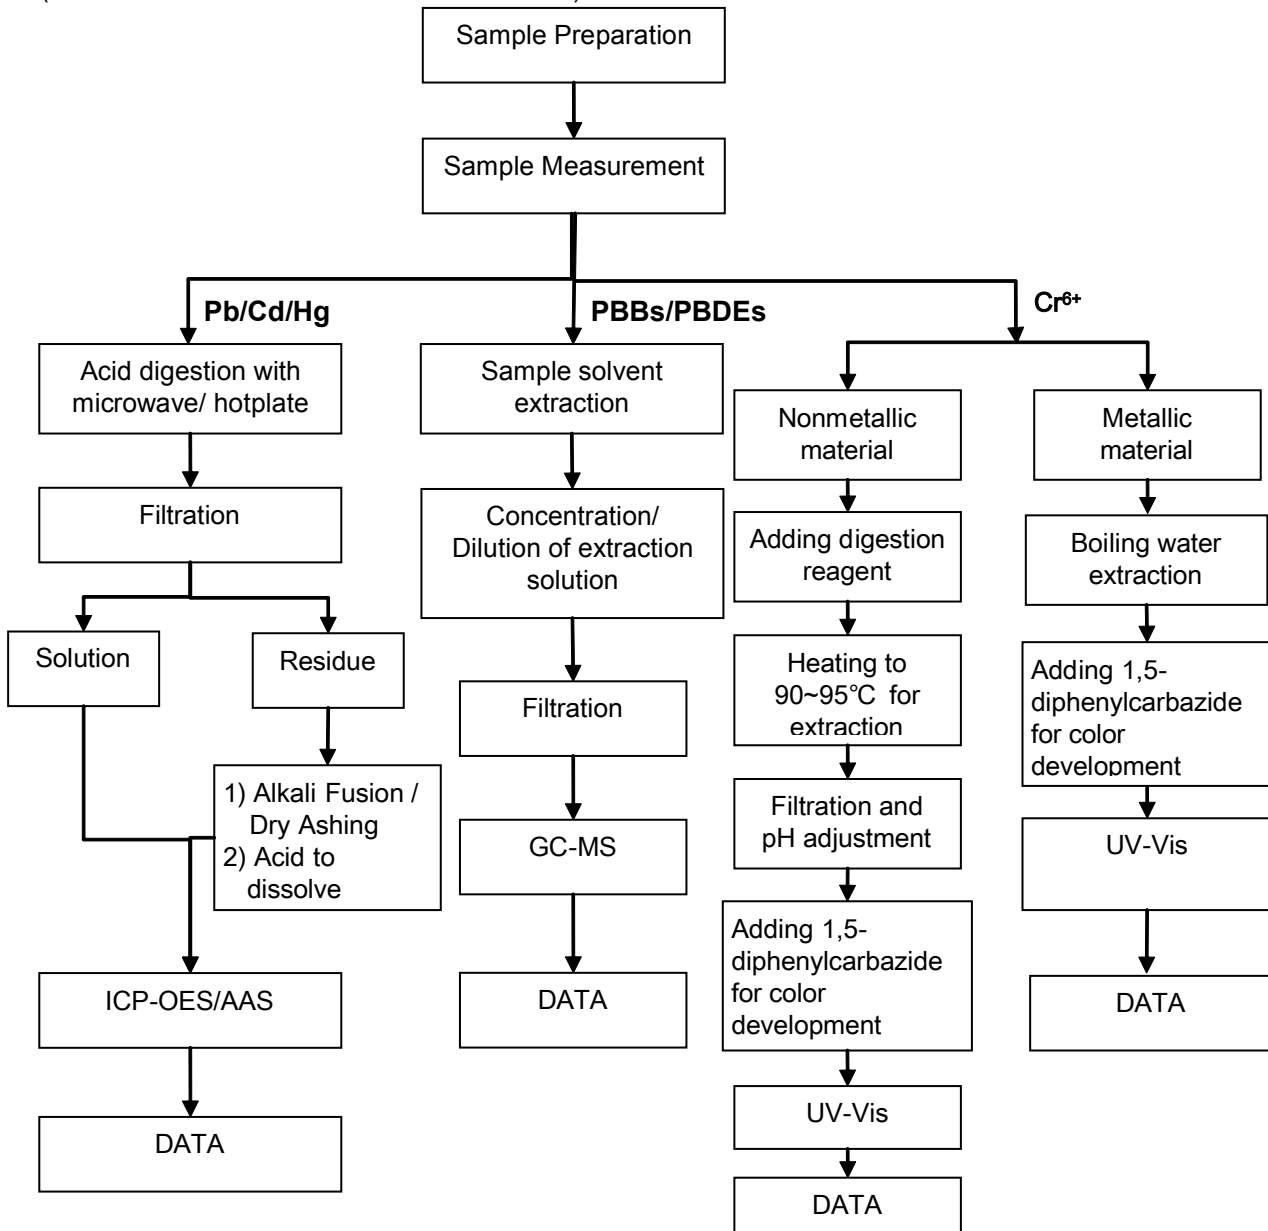 Sample Preparation
Sample Measurement
Pb/Cd/Hg
PBBs/PBDEs
Cr⁶⁺
Acid digestion with
microwave/ hotplate
Filtration
Solution
Residue
1) Alkali Fusion /
Dry Ashing
2) Acid to
dissolve
ICP-OES/AAS
DATA
Sample solvent
extraction
Concentration/
Dilution of extraction
solution
Filtration
GC-MS
DATA
Nonmetallic
material
Adding digestion
reagent
Heating to
90~95℃ for
extraction
Filtration and
pH adjustment
Adding 1,5-
diphenylcarbazide
for color
development
UV-Vis
DATA
Metallic
material
Boiling water
extraction
Adding 1,5-
diphenylcarbazide
for color
development
UV-Vis
DATA